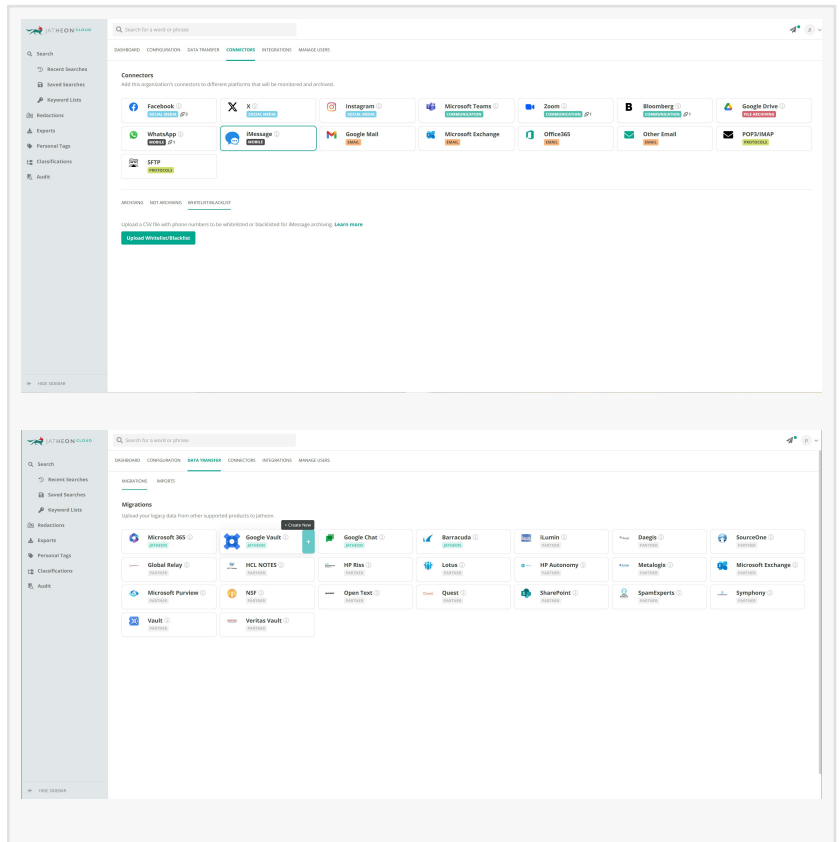 JATHEON CLOUD
Search for a word or phrase
Search
Recent Searches
Saved Searches
Keyword Lists
Redactions
Exports
Personal Tags
Classifications
Audit
HIDE SIDEBAR
DASHBOARD CONFIGURATION DATA TRANSFER CONNECTORS INTEGRATIONS MANAGE USERS
Connectors
Add this organization's connecters to different platforms that will be monitored and archived.
Facebook X Instagram Microsoft Teams Zoom Bloomberg Google Drive
SOCIAL MEDIA SOCIAL MEDIA SOCIAL MEDIA COMMUNICATION COMMUNICATION COMMUNICATION FILE ARCHIVING
WhatsApp iMessage Google Mail Microsoft Exchange Office365 Other Email POP3/IMAP
MOBILE MOBILE EMAIL EMAIL EMAIL EMAIL PROTOCOLS
SFTP
PROTOCOLS
ARCHIVING NOT ARCHIVING WHITELIST/BLACKLIST
Upload a CSV file with phone numbers to be whitelisted or blacklisted for iMessage archiving. Learn more
Upload Whitelist/Blacklist
JATHEON CLOUD
Search for a word or phrase
Search
Recent Searches
Saved Searches
Keyword Lists
Redactions
Exports
Personal Tags
Classifications
Audit
HIDE SIDEBAR
DASHBOARD CONFIGURATION DATA TRANSFER CONNECTORS INTEGRATIONS MANAGE USERS
MIGRATIONS IMPORTS
Migrations
Upload your legacy data from other supported products to Jatheon.
+ Create New
Microsoft 365 Google Vault Google Chat Barracuda iLumin Daegis SourceOne
JATHEON JATHEON JATHEON PARTNER PARTNER PARTNER
Global Relay HCL NOTES HP Riss Lotus HP Autonomy Metalogix Microsoft Exchange
PARTNER PARTNER PARTNER PARTNER PARTNER PARTNER PARTNER
Microsoft Purview NSF Open Text Quest SharePoint SpamExperts Symphony
PARTNER PARTNER PARTNER PARTNER PARTNER PARTNER PARTNER
Vault Veritas Vault
PARTNER PARTNER